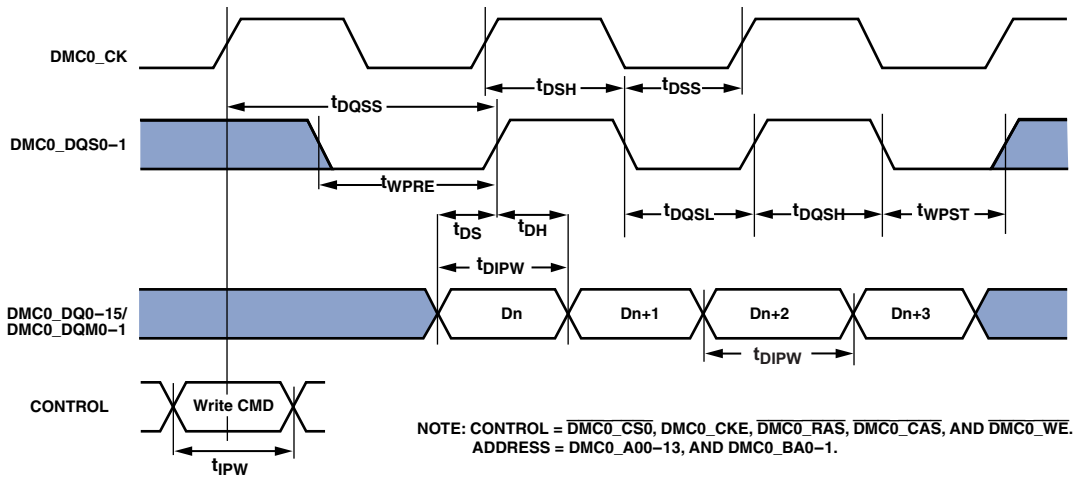 DMC0_CK
tDSH
tDSS
tDQSS
DMC0_DQS0–1
tWPRE
tDS
tDH
tDQSL
tDQSH
tWPST
tDIPW
DMC0_DQ0–15/
DMC0_DQM0–1
Dn
Dn+1
Dn+2
Dn+3
tDIPW
CONTROL
Write CMD
tIPW
NOTE: CONTROL = DMC0_CS0, DMC0_CKE, DMC0_RAS, DMC0_CAS, AND DMC0_WE.
ADDRESS = DMC0_A00–13, AND DMC0_BA0–1.